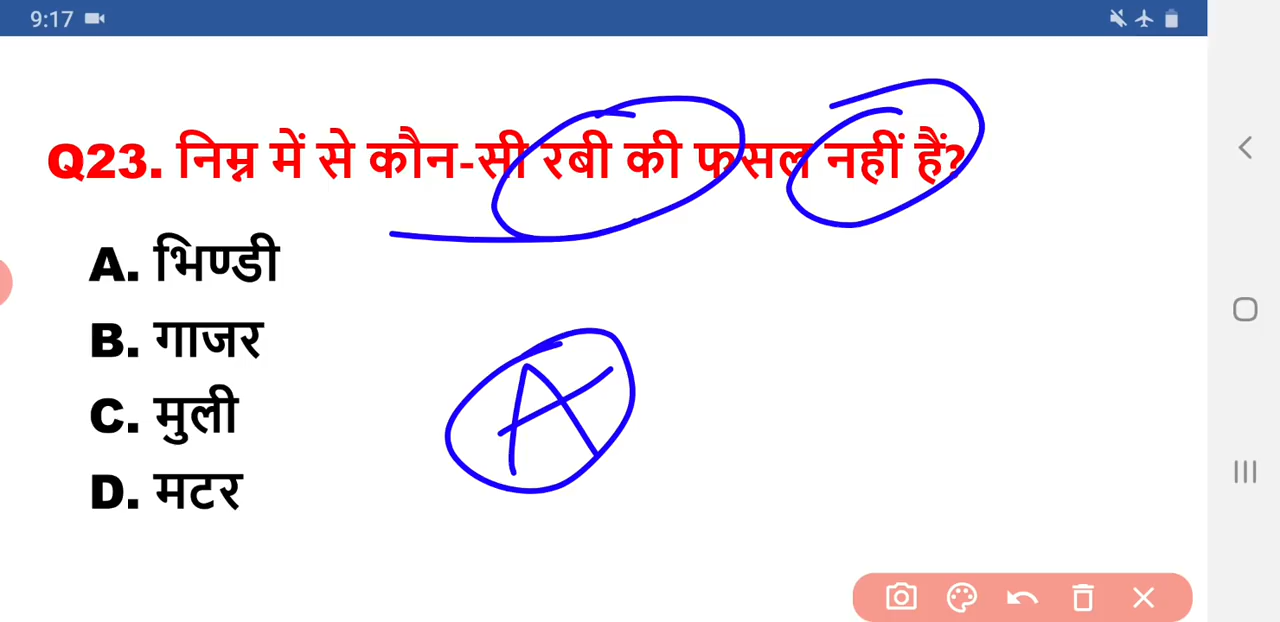 9:17
Q23. निम्न में से कौन-सी रबी की फसल नहीं हैं?
A. भिण्डी
B. गाजर
C. मुली
D. मटर
A